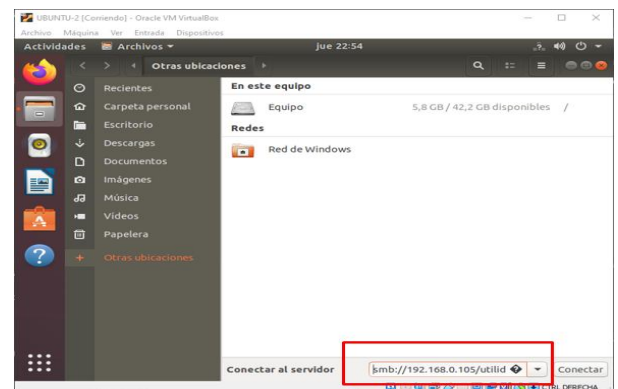 UBUNTU-2 [Corriendo] - Oracle VM VirtualBox
Archivo Máquina Ver Entrada Dispositivos
Actividades Archivos jue 22:54
Otras ubicaciones
Recientes
Carpeta personal
Escritorio
Descargas
Documentos
Imágenes
Música
Vídeos
Papelera
Otras ubicaciones
En este equipo
Equipo 5,8 GB / 42,2 GB disponibles /
Redes
Red de Windows
Conectar al servidor smb://192.168.0.105/utilid � Conectar
CTRL DERECHA